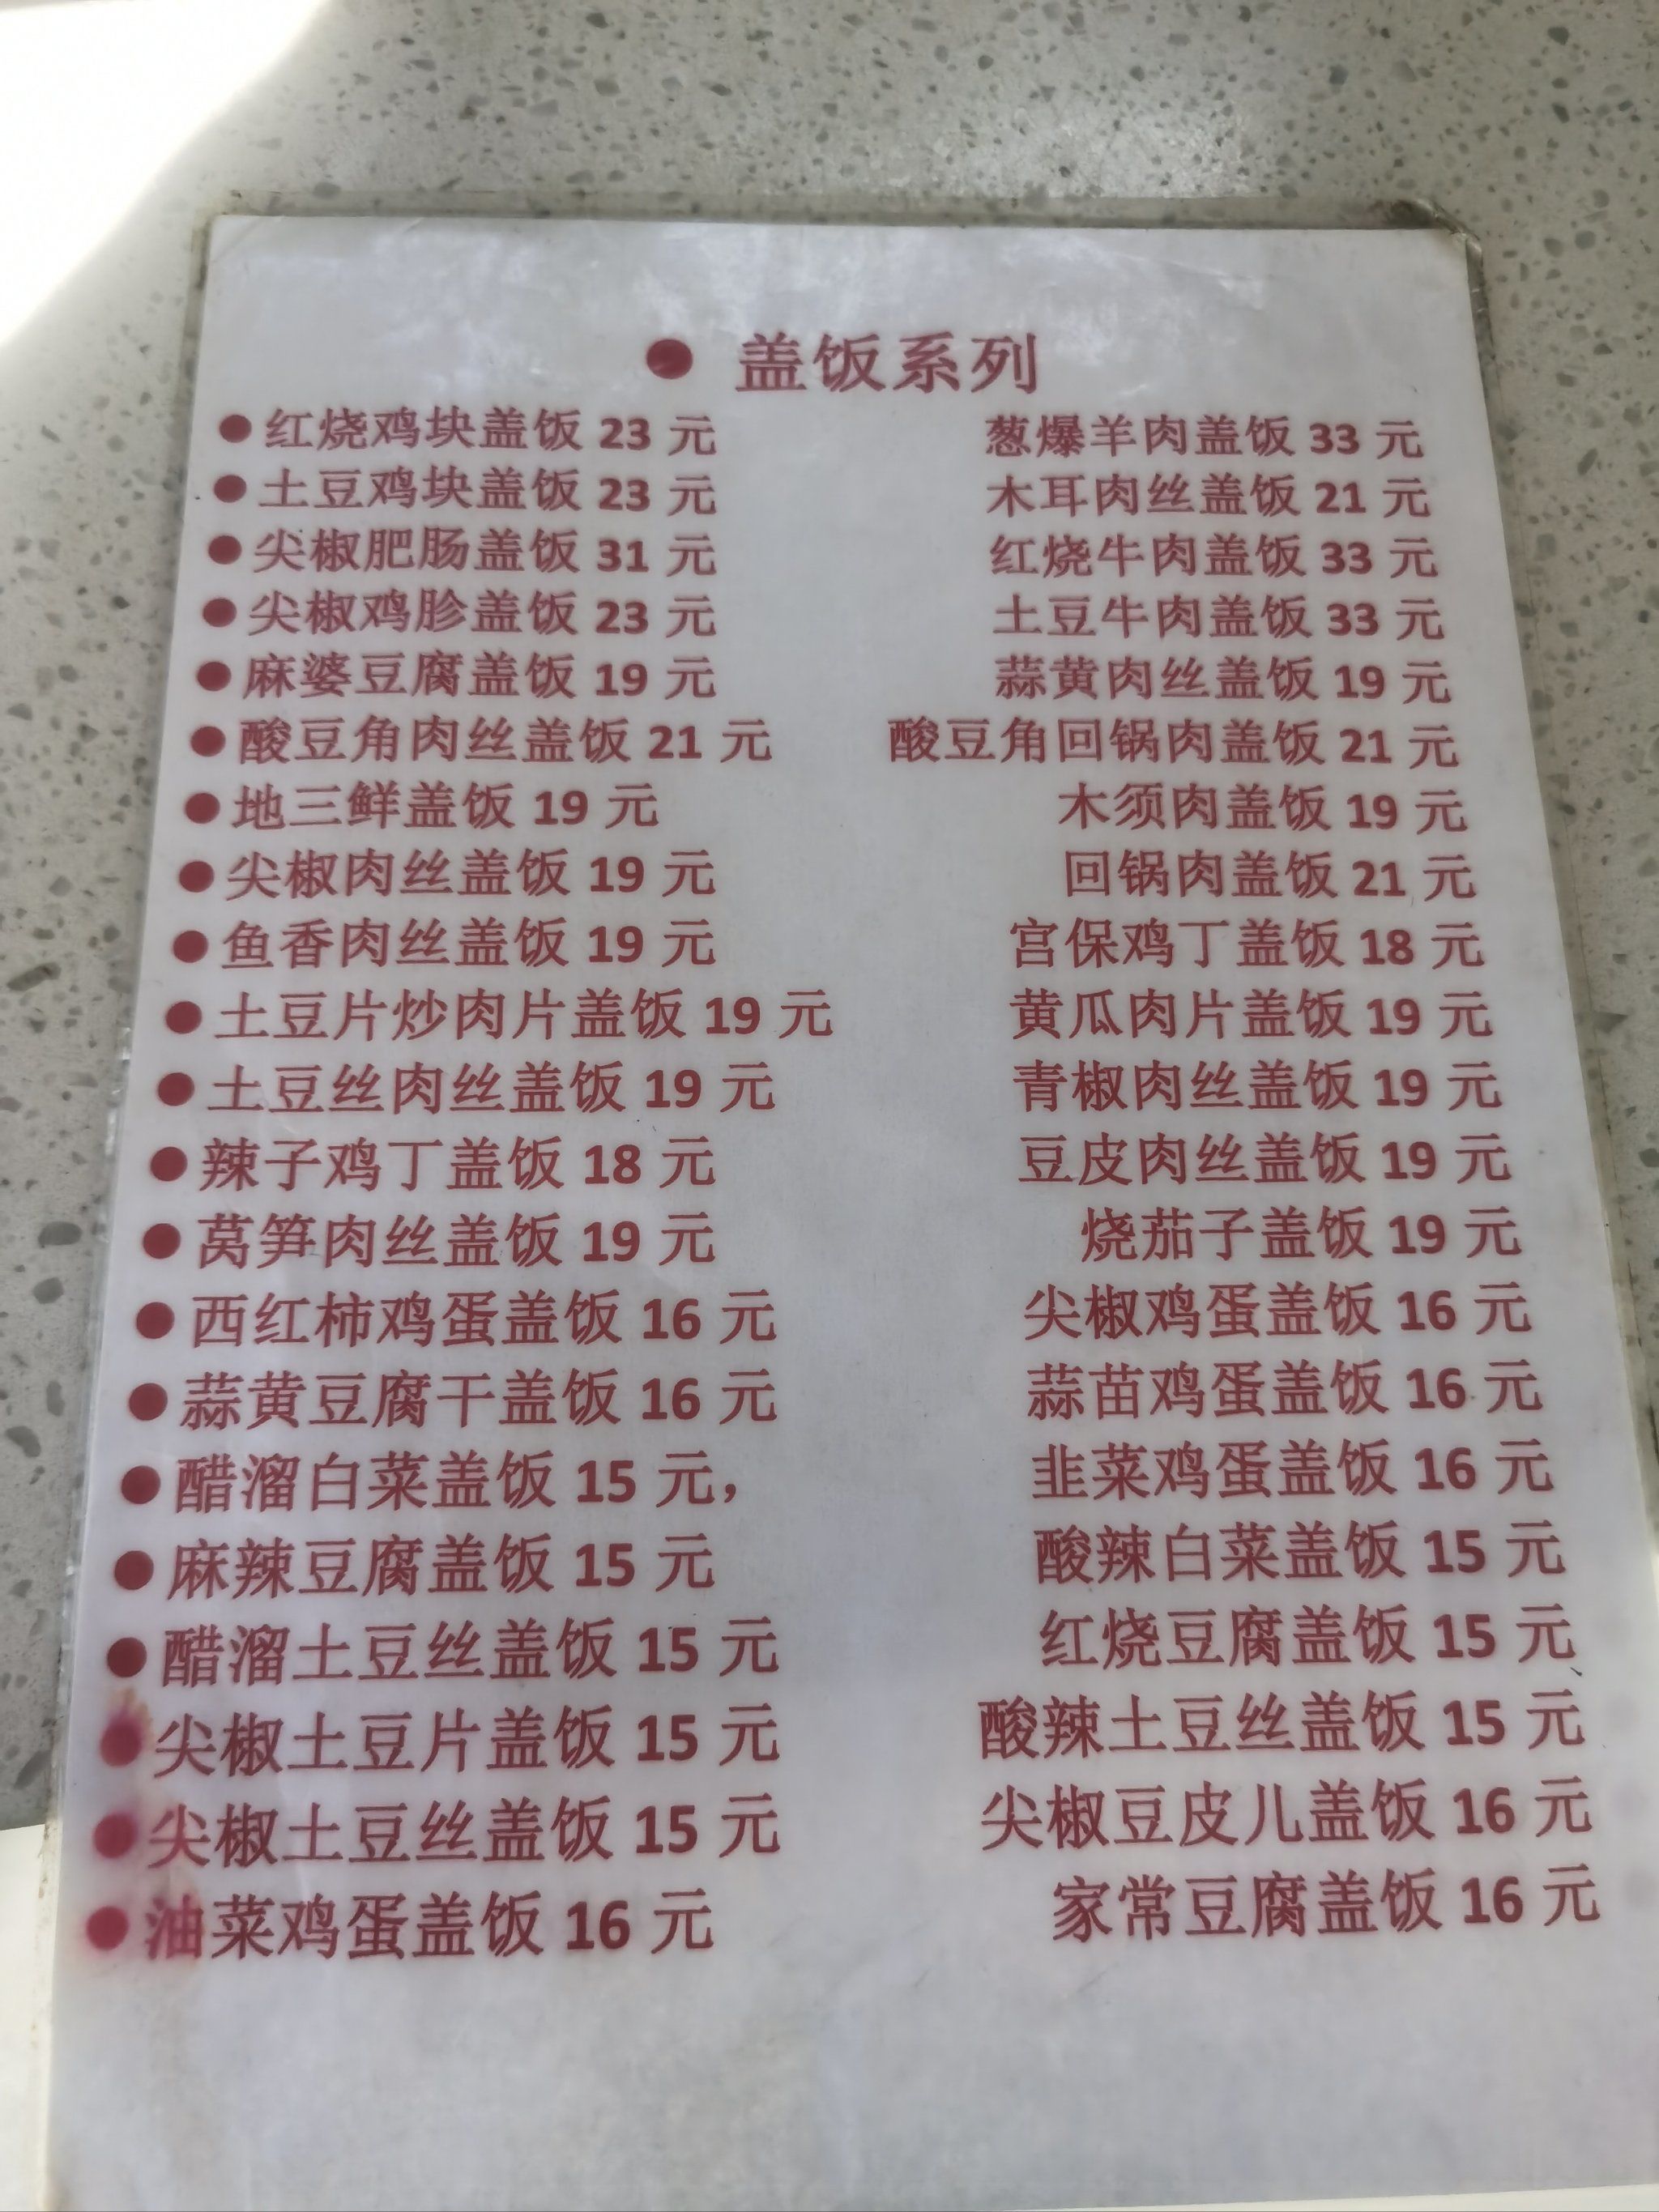 ● 盖饭系列
● 红烧鸡块盖饭 23 元 葱爆羊肉盖饭 33 元
● 土豆鸡块盖饭 23 元 木耳肉丝盖饭 21 元
● 尖椒肥肠盖饭 31 元 红烧牛肉盖饭 33 元
● 尖椒鸡胗盖饭 23 元 土豆牛肉盖饭 33 元
● 麻婆豆腐盖饭 19 元 蒜黄肉丝盖饭 19 元
● 酸豆角肉丝盖饭 21 元 酸豆角回锅肉盖饭 21 元
● 地三鲜盖饭 19 元 木须肉盖饭 19 元
● 尖椒肉丝盖饭 19 元 回锅肉盖饭 21 元
● 鱼香肉丝盖饭 19 元 宫保鸡丁盖饭 18 元
● 土豆片炒肉片盖饭 19 元 黄瓜肉片盖饭 19 元
● 土豆丝肉丝盖饭 19 元 青椒肉丝盖饭 19 元
● 辣子鸡丁盖饭 18 元 豆皮肉丝盖饭 19 元
● 莴笋肉丝盖饭 19 元 烧茄子盖饭 19 元
● 西红柿鸡蛋盖饭 16 元 尖椒鸡蛋盖饭 16 元
● 蒜黄豆腐干盖饭 16 元 蒜苗鸡蛋盖饭 16 元
● 醋溜白菜盖饭 15 元， 韭菜鸡蛋盖饭 16 元
● 麻辣豆腐盖饭 15 元 酸辣白菜盖饭 15 元
● 醋溜土豆丝盖饭 15 元 红烧豆腐盖饭 15 元
● 尖椒土豆片盖饭 15 元 酸辣土豆丝盖饭 15 元
● 尖椒土豆丝盖饭 15 元 尖椒豆皮儿盖饭 16 元
● 油菜鸡蛋盖饭 16 元 家常豆腐盖饭 16 元